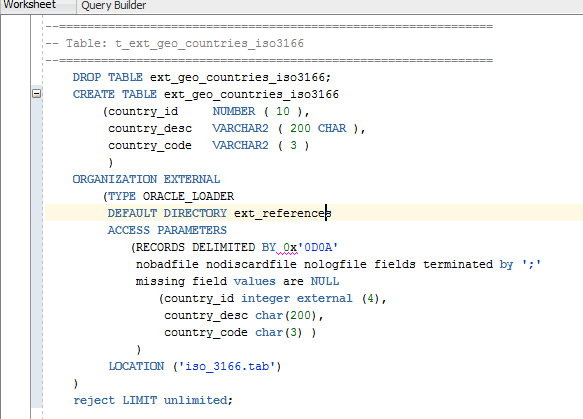 Worksheet Query Builder
--===============================================================
-- Table: t_ext_geo_countries_iso3166
--===============================================================
DROP TABLE ext_geo_countries_iso3166;
CREATE TABLE ext_geo_countries_iso3166
(country_id NUMBER ( 10 ),
country_desc VARCHAR2 ( 200 CHAR ),
country_code VARCHAR2 ( 3 )
)
ORGANIZATION EXTERNAL
(TYPE ORACLE_LOADER
DEFAULT DIRECTORY ext_references
ACCESS PARAMETERS
(RECORDS DELIMITED BY 0x'0D0A'
nobadfile nodiscardfile nologfile fields terminated by ';'
missing field values are NULL
(country_id integer external (4),
country_desc char(200),
country_code char(3) )
)
LOCATION ('iso_3166.tab')
)
reject LIMIT unlimited;